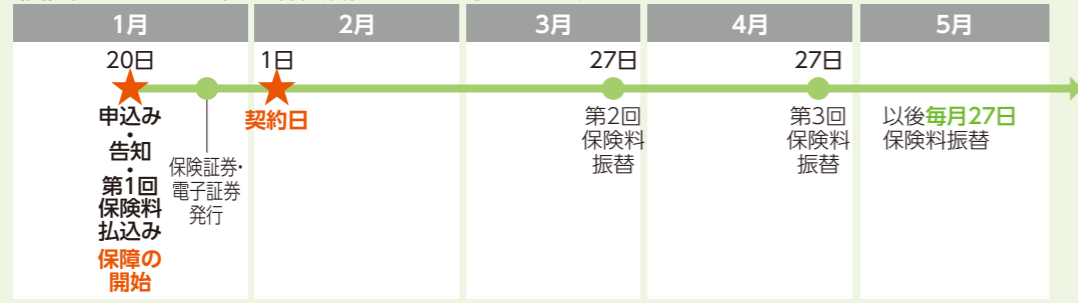 1月
2月
3月
4月
5月
20日
1日
27日
27日
申込み
・
告知
・
第1回
保険料
払込み
保障の
開始
保険証券・
電子証券
発行
契約日
第2回
保険料
振替
第3回
保険料
振替
以後毎月27日
保険料振替